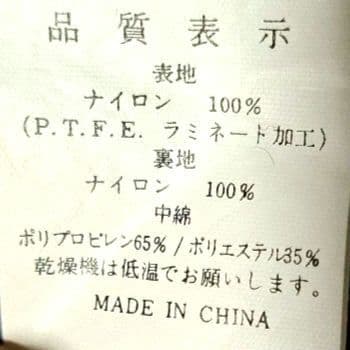 品質表示
表地
ナイロン 100%
(P.T.F.E. ラミネート加工)
裏地
ナイロン 100%
中綿
ポリプロピレン65% / ポリエステル35%
乾燥機は低温でお願いします。
MADE IN CHINA